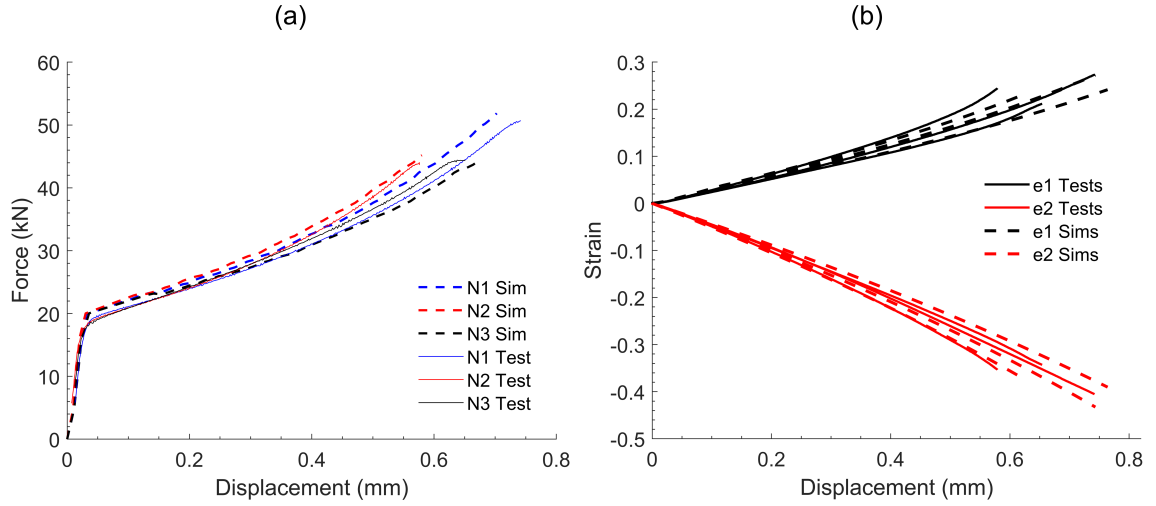 (a)
60
50
40
30
20
10
0
Force (kN)
0
0.2
0.4
0.6
0.8
Displacement (mm)
N1 Sim
N2 Sim
N3 Sim
N1 Test
N2 Test
N3 Test
(b)
0.3
0.2
0.1
0
-0.1
-0.2
-0.3
-0.4
-0.5
Strain
0
0.2
0.4
0.6
0.8
Displacement (mm)
e1 Tests
e2 Tests
e1 Sims
e2 Sims